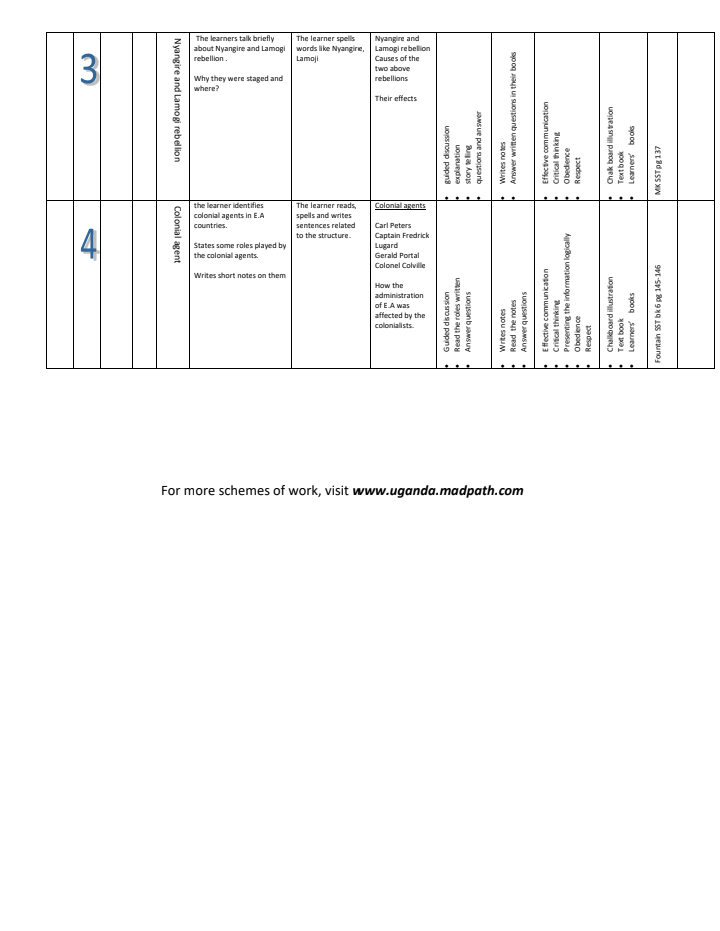 3
Nyangire and Lamogi rebellion
The learners talk briefly
about Nyangire and Lamogi
rebellion .
Why they were staged and
where?
The learner spells
words like Nyangire,
Lamoji
Nyangire and
Lamogi rebellion
Causes of the
two above
rebellions
Their effects
• guided discussion
• explanation
• story telling
• questions and answer
• Writes notes
• Answer written questions in their books
• Effective communication
• Critical thinking
• Obedience
• Respect
• Chalk board illustration
• Text book
• Learners' books
MK SST pg 137
4
Colonial agent
the learner identifies
colonial agents in E.A
countries.
States some roles played by
the colonial agents.
Writes short notes on them
The learner reads,
spells and writes
sentences related
to the structure.
Colonial agents
Carl Peters
Captain Fredrick
Lugard
Gerald Portal
Colonel Colville
How the
administration
of E.A was
affected by the
colonialists.
• Guided discussion
• Read the roles written
• Answer questions
• Writes notes
• Read the notes
• Answer questions
• Effective communication
• Critical thinking
• Presenting the information logically
• Obedience
• Respect
• Chalkboard illustration
• Text book
• Learners' books
Fountain SST bk 6 pg 145-146
For more schemes of work, visit www.uganda.madpath.com